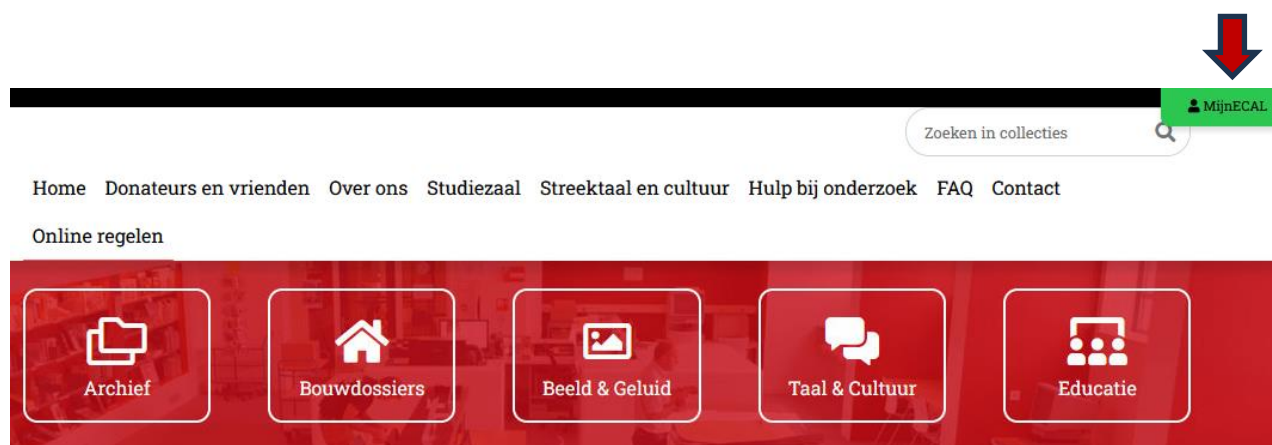 MijnECAL
Zoeken in collecties
Home Donateurs en vrienden Over ons Studiezaal Streektaal en cultuur Hulp bij onderzoek FAQ Contact
Online regelen
Archief Bouwdossiers Beeld & Geluid Taal & Cultuur Educatie